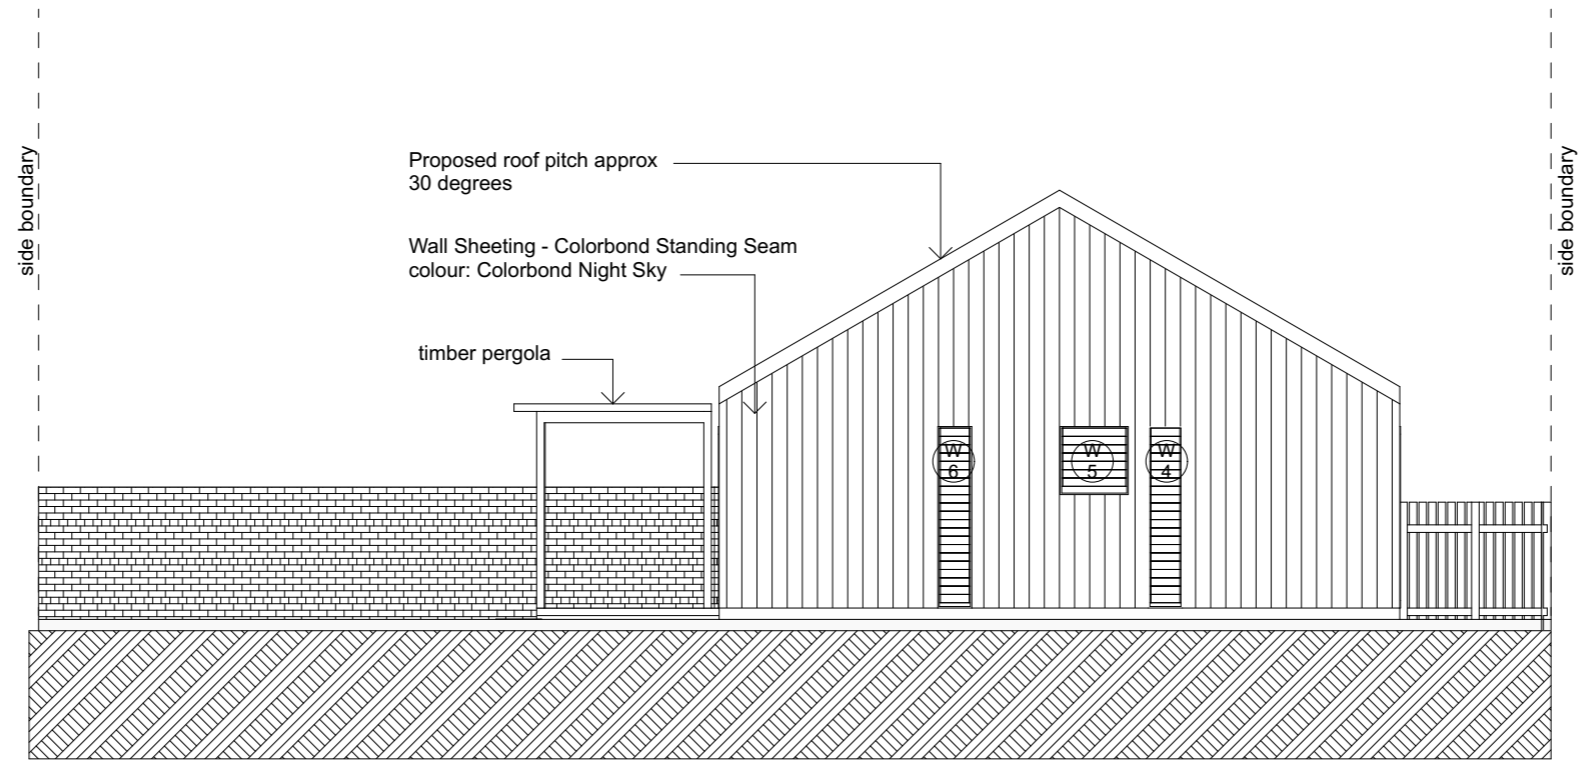 side boundary
Proposed roof pitch approx
30 degrees
side boundary
Wall Sheeting - Colorbond Standing Seam
colour: Colorbond Night Sky
timber pergola
W
6
W
5
W
4